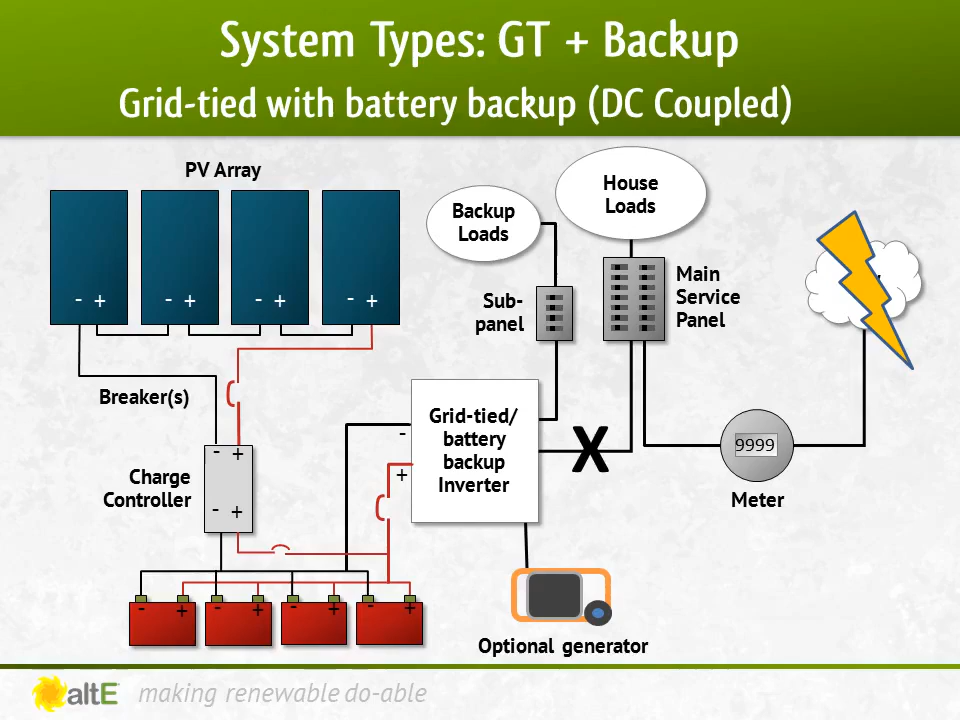 System Types: GT + Backup
Grid-tied with battery backup (DC Coupled)
PV Array
- +
- +
- +
- +
Backup
Loads
House
Loads
Sub-
panel
Main
Service
Panel
Breaker(s)
Grid-tied/
battery
backup
Inverter
-
+
X
9999
Meter
Charge
Controller
- +
- +
- +
- +
- +
- +
Optional generator
altE making renewable do-able